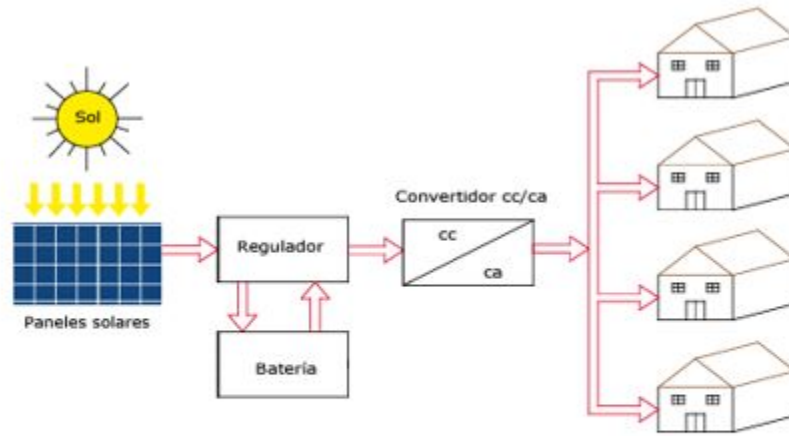 Sol
Paneles solares
Regulador
Batería
Convertidor cc/ca
cc
ca